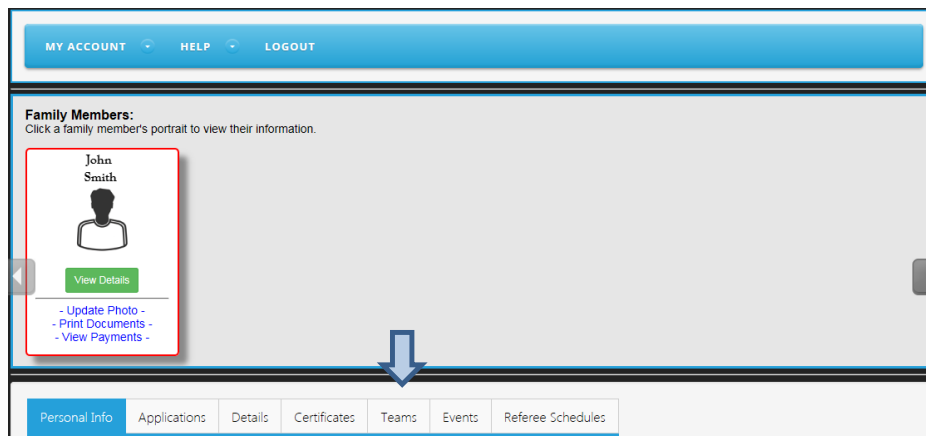 MY ACCOUNT HELP LOGOUT
Family Members:
Click a family member's portrait to view their information.
John
Smith
View Details
- Update Photo -
- Print Documents -
- View Payments -
Personal Info Applications Details Certificates Teams Events Referee Schedules